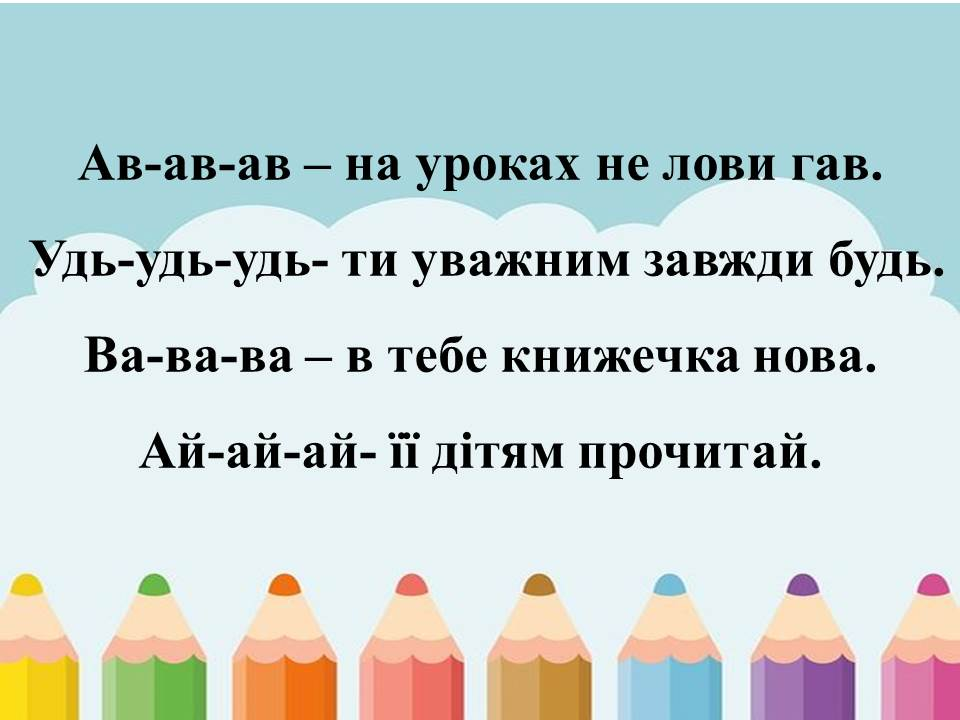 Ав-ав-ав – на уроках не лови гав.
Удь-удь-удь- ти уважним завжди будь.
Ва-ва-ва – в тебе книжечка нова.
Ай-ай-ай- її дітям прочитай.